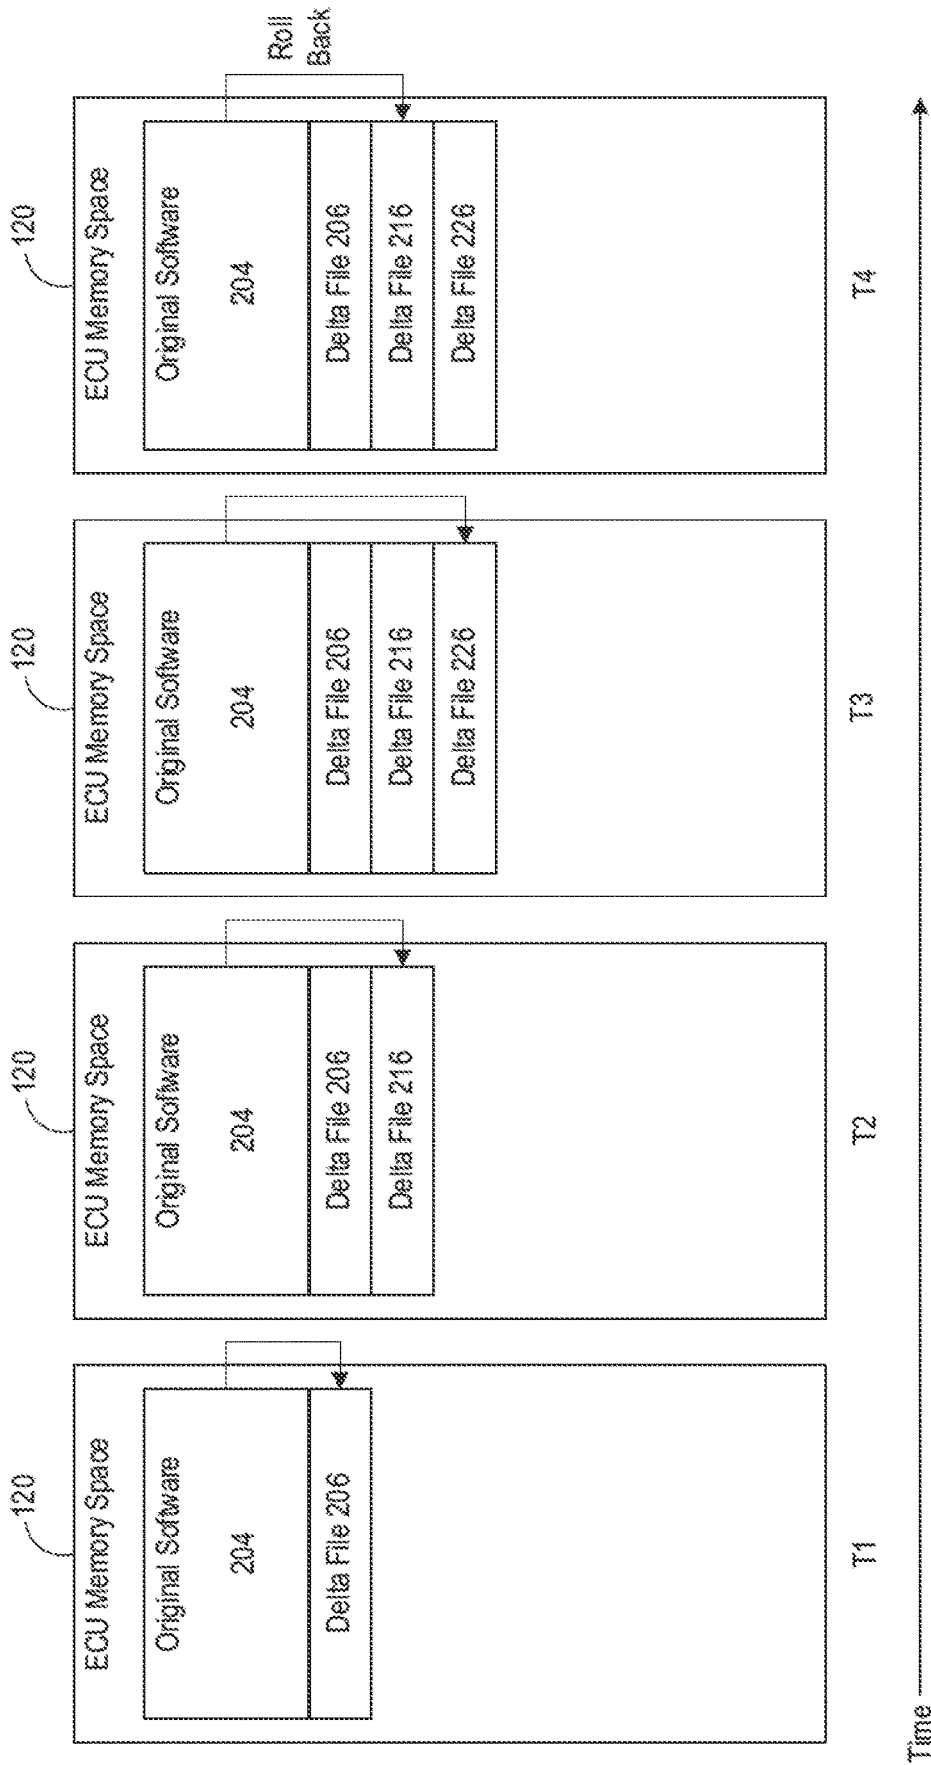 120
ECU Memory Space
Original Software
204
Delta File 206
T1
120
ECU Memory Space
Original Software
204
Delta File 206
Delta File 216
T2
120
ECU Memory Space
Original Software
204
Delta File 206
Delta File 216
Delta File 226
T3
120
ECU Memory Space
Original Software
204
Delta File 206
Delta File 216
Delta File 226
T4
Roll
Back
Time